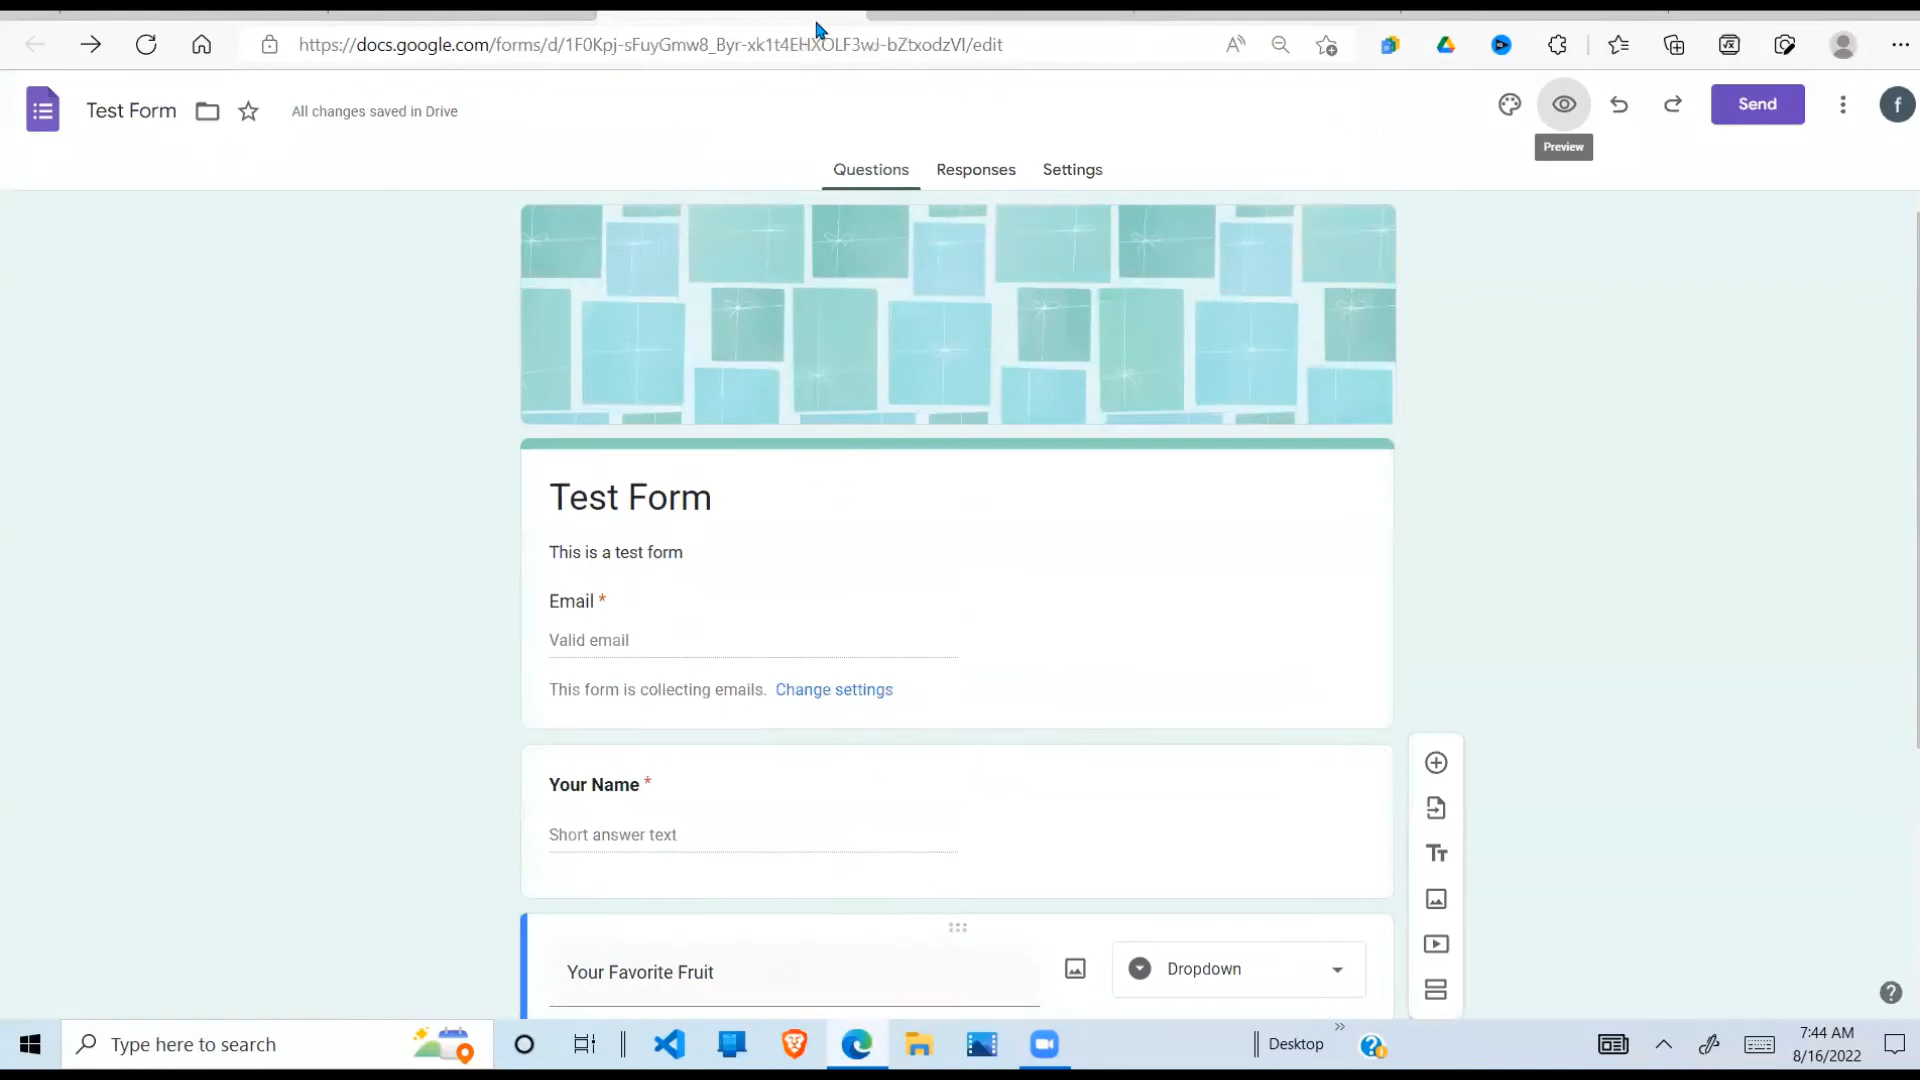 https://docs.google.com/forms/d/1F0Kpj-sFuyGmw8_Byr-xk1t4EHXOLF3wJ-bZtxodzVI/edit
Test Form
All changes saved in Drive
Send
f
Preview
Questions Responses Settings
Test Form
This is a test form
Email *
Valid email
This form is collecting emails. Change settings
Your Name *
Short answer text
Your Favorite Fruit
Dropdown
Type here to search
Desktop
7:44 AM
8/16/2022